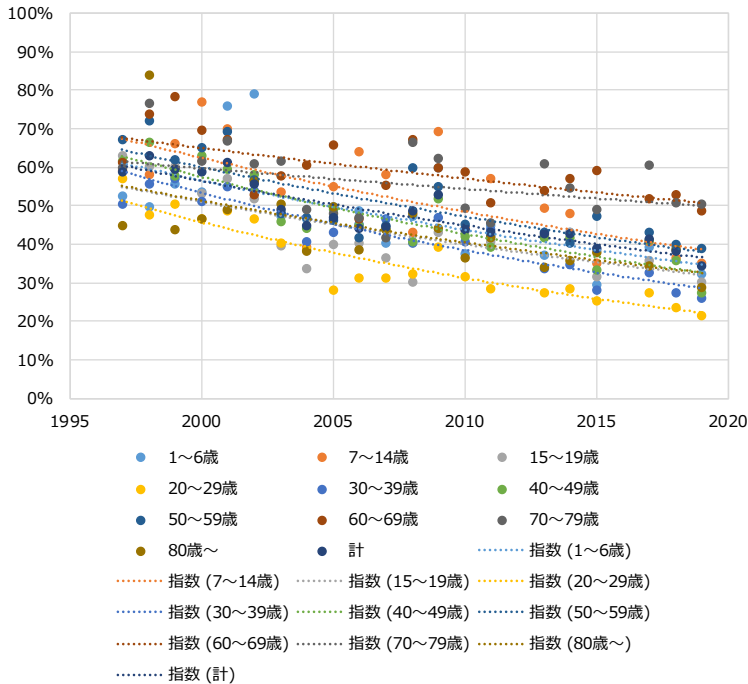 100%
90%
80%
70%
60%
50%
40%
30%
20%
10%
0%
1995 2000 2005 2010 2015 2020
1～6歳 7～14歳 15～19歳
20～29歳 30～39歳 40～49歳
50～59歳 60～69歳 70～79歳
80歳～ 計 指数 (1～6歳)
指数 (7～14歳) 指数 (15～19歳) 指数 (20～29歳)
指数 (30～39歳) 指数 (40～49歳) 指数 (50～59歳)
指数 (60～69歳) 指数 (70～79歳) 指数 (80歳～)
指数 (計)